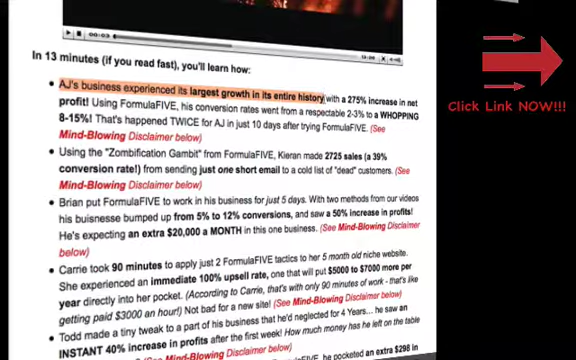 00:03
In 13 minutes (if you read fast), you'll learn how:
• AJ's business experienced its largest growth in its entire history with a 275% increase in net
profit! Using FormulaFIVE, his conversion rates went from a respectable 2-3% to a WHOPPING
8-15%! That's happened TWICE for AJ in just 10 days after trying FormulaFIVE. (See
Mind-Blowing Disclaimer below)
• Using the "Zombification Gambit" from FormulaFIVE, Kieran made 2725 sales (a 39%
conversion rate!) from sending just one short email to a cold list of "dead" customers. (See
Mind-Blowing Disclaimer below)
• Brian put FormulaFIVE to work in his business for just 5 days. With two methods from our videos
his buisnesse bumped up from 5% to 12% conversions, and saw a 50% increase in profits!
He's expecting an extra $20,000 a MONTH in this one business. (See Mind-Blowing Disclaimer
below)
• Carrie took 90 minutes to apply just 2 FormulaFIVE tactics to her 5 month old niche website.
She experienced an immediate 100% upsell rate, one that will put $5000 to $7000 more per
year directly into her pocket. (According to Carrie, that's with only 90 minutes of work - that's like
getting paid $3000 an hour!) Not bad for a new site! (See Mind-Blowing Disclaimer below)
• Todd made a tiny tweak to a part of his business that he'd neglected for 4 Years... he saw an
INSTANT 40% increase in profits after the first week! How much money has he left on the table
Mind-Blowing Disclaimer below)
he pocketed an extra $298 in
Click Link NOW!!!